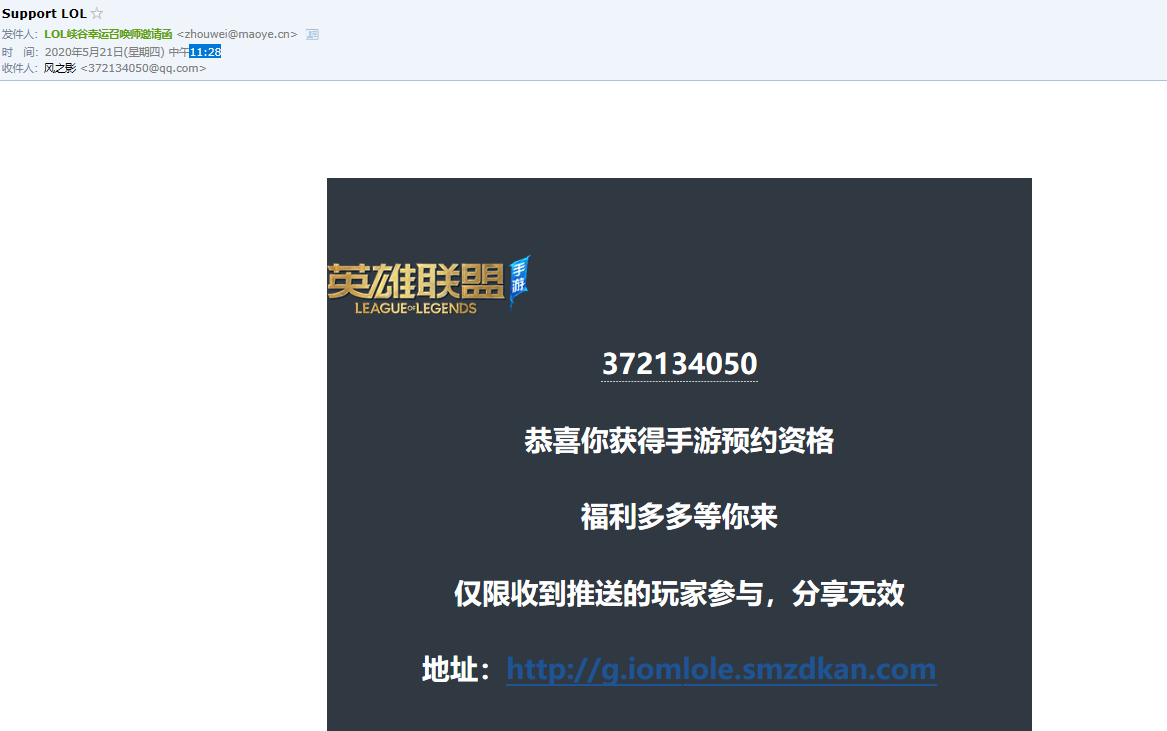 Support LOL☆
发件人：LOL峡谷幸运召唤师邀请函 <zhouwei@maoye.cn>
时　间：2020年5月21日(星期四) 中午11:28
收件人：风之影 <372134050@qq.com>
英雄联盟 手游
LEAGUE OF LEGENDS
372134050
恭喜你获得手游预约资格
福利多多等你来
仅限收到推送的玩家参与，分享无效
地址：http://g.iomlole.smzdkan.com